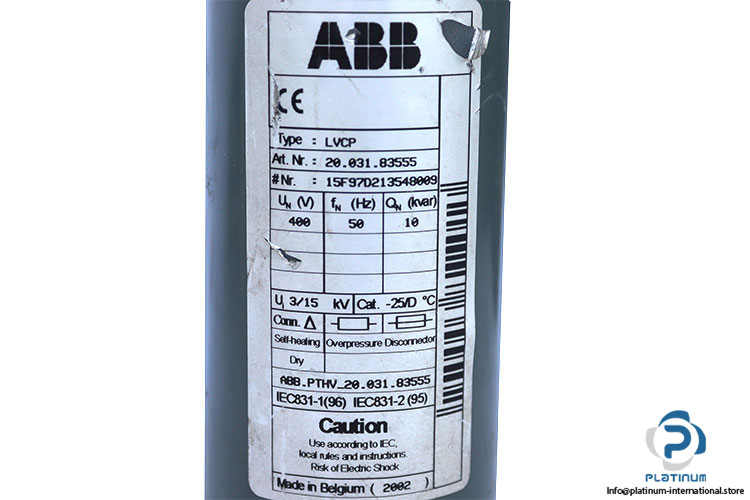 ABB
CE
Type : LVCP
Art. Nr. : 20.031.83555
# Nr. : 15F97D213548009
UN (V) fN (Hz) QN (kvar)
400 50 10
Ui 3/15 kV Cat. -25/D °C
Conn. Δ
Self-healing Overpressure Disconnector
Dry
ABB.PTHV_20.031.83555
IEC831-1(96) IEC831-2 (95)
Caution
Use according to IEC,
local rules and instructions.
Risk of Electric Shock
Made in Belgium ( 2002 )
PLATINUM
INTERNATIONAL
Info@platinum-international.store